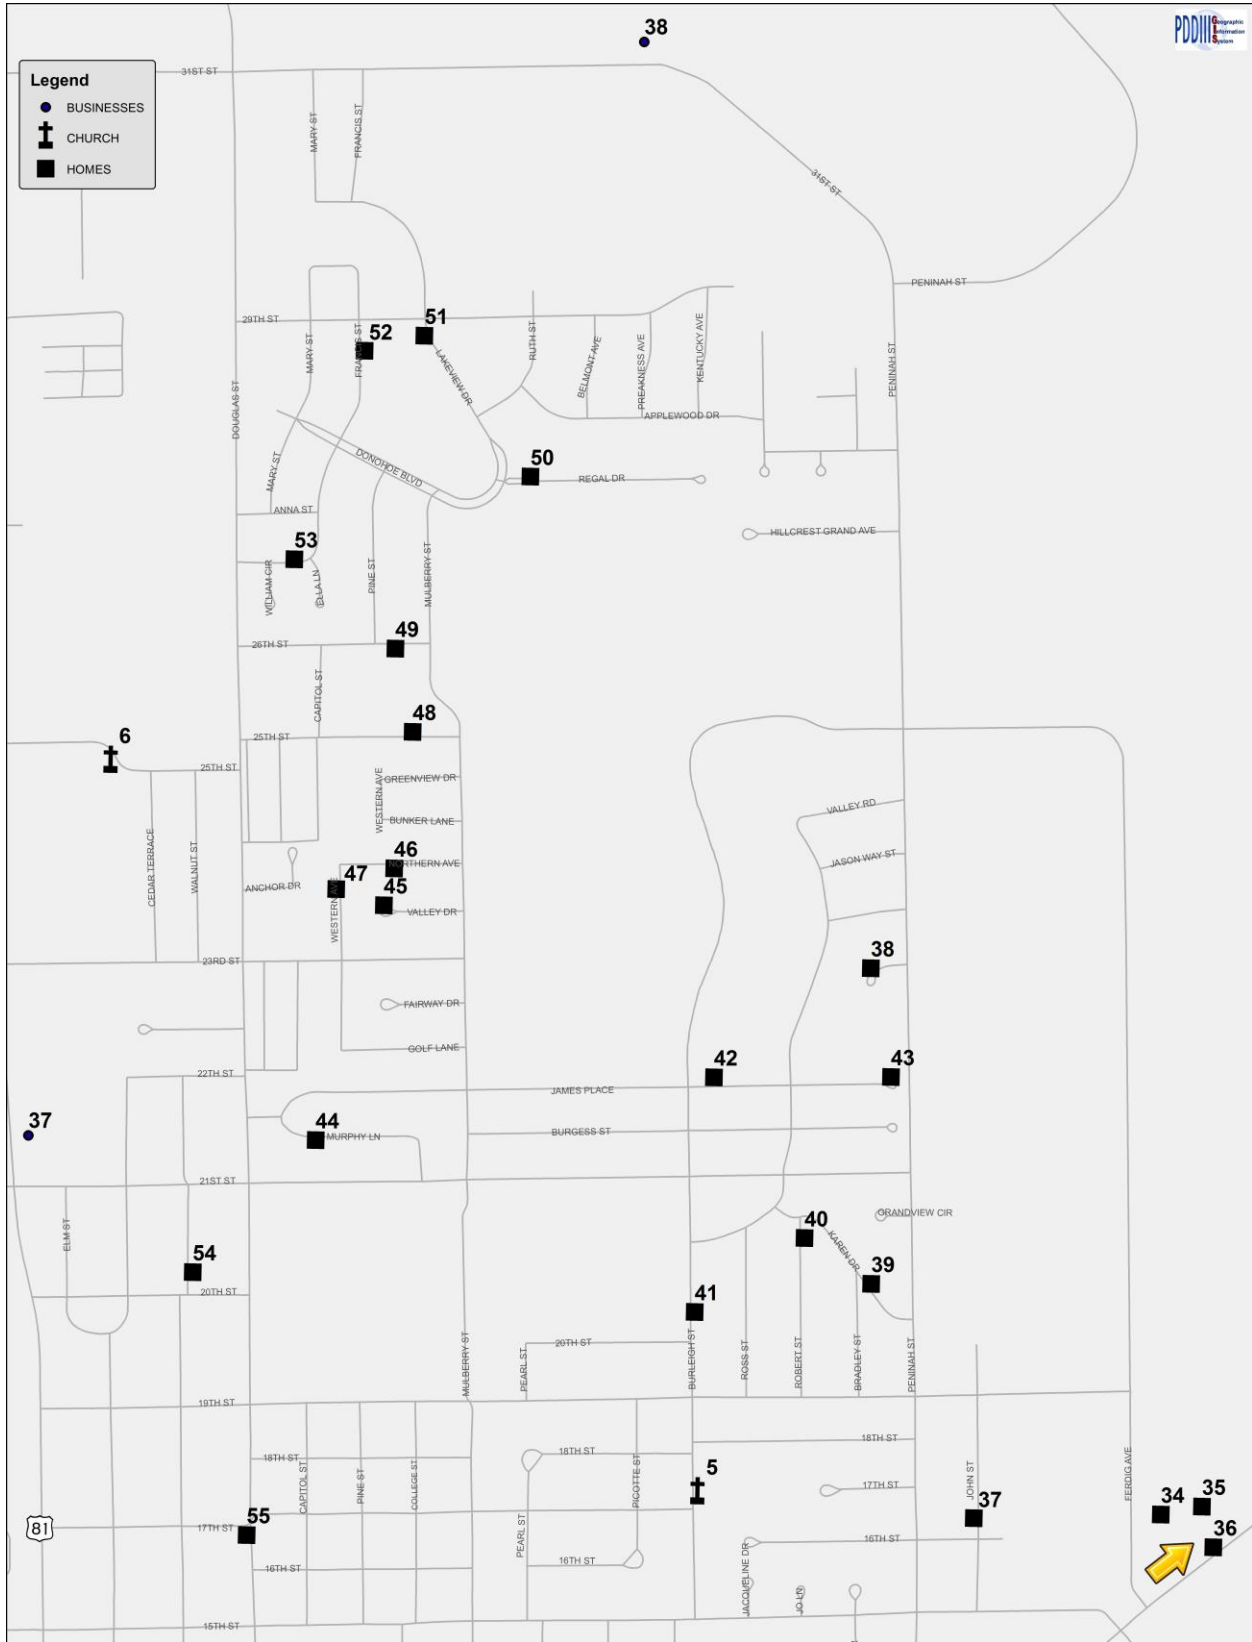 38
PDDIII Geographic
Information
System
31ST ST
Legend
BUSINESSES
CHURCH
HOMES
MARY ST
FRANCIS ST
31ST ST
PENINAH ST
29TH ST
51
52
MARY ST
FRANCIS ST
LAKEVIEW DR
RUTH ST
BELMONT AVE
PREAKNESS AVE
KENTUCKY AVE
PENINAH ST
DOUGLAS ST
APPLEWOOD DR
MARY ST
DONOHOE BLVD
50
REGAL DR
ANNA ST
HILLCREST GRAND AVE
53
WILLIAM CIR
ELLA LN
PINE ST
MULBERRY ST
49
26TH ST
CAPITOL ST
48
6
25TH ST
25TH ST
WESTERN AVE
GREENVIEW DR
BUNKER LANE
VALLEY RD
CEDAR TERRACE
WALNUT ST
46
NORTHERN AVE
JASON WAY ST
47
45
ANCHOR DR
WESTERN AVE
VALLEY DR
38
23RD ST
FAIRWAY DR
GOLF LANE
42
43
22TH ST
JAMES PLACE
37
44
MURPHY LN
BURGESS ST
21ST ST
ELM ST
GRANDVIEW CIR
40
KAREN DR
54
39
20TH ST
41
20TH ST
MULBERRY ST
PEARL ST
BURLEIGH ST
ROSS ST
ROBERT ST
BRADLEY ST
PENINAH ST
19TH ST
18TH ST
18TH ST
18TH ST
CAPITOL ST
PINE ST
COLLEGE ST
PICOTTE ST
5
17TH ST
JOHN ST
FERDIG AVE
37
34
35
36
81
55
17TH ST
PEARL ST
16TH ST
16TH ST
16TH ST
JACQUELINE DR
JO LN
15TH ST